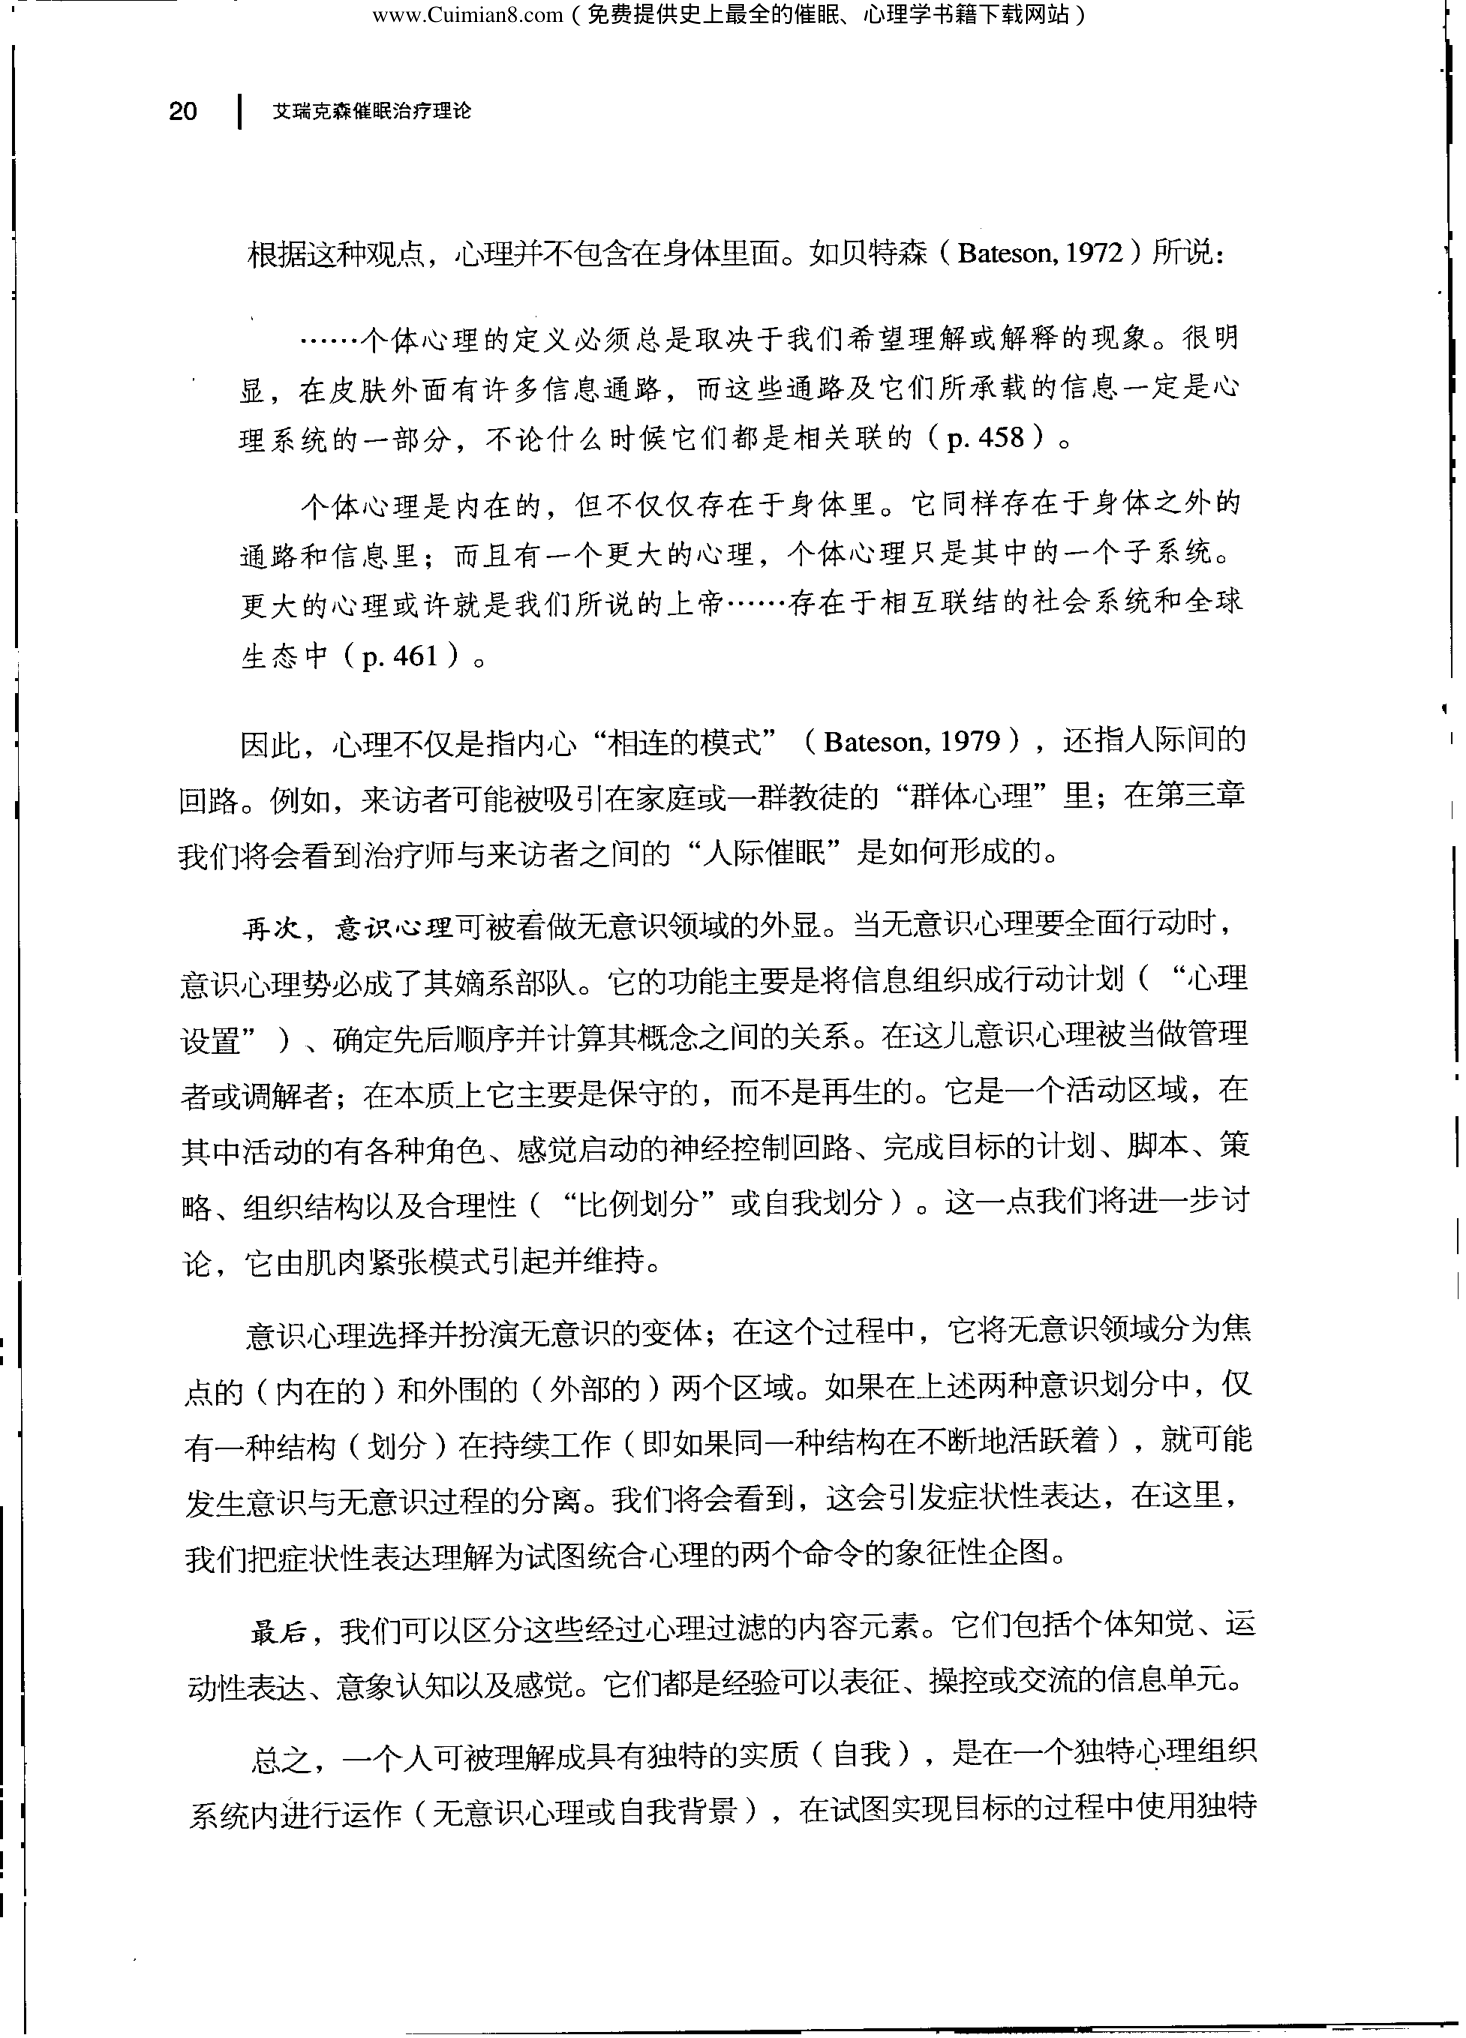 www.Cuimian8.com（免费提供史上最全的催眠、心理学书籍下载网站）
20 艾瑞克森催眠治疗理论
根据这种观点，心理并不包含在身体里面。如贝特森（Bateson, 1972）所说：
……个体心理的定义必须总是取决于我们希望理解或解释的现象。很明
显，在皮肤外面有许多信息通路，而这些通路及它们所承载的信息一定是心
理系统的一部分，不论什么时候它们都是相关联的（p. 458）。
个体心理是内在的，但不仅仅存在于身体里。它同样存在于身体之外的
通路和信息里；而且有一个更大的心理，个体心理只是其中的一个子系统。
更大的心理或许就是我们所说的上帝……存在于相互联结的社会系统和全球
生态中（p. 461）。
因此，心理不仅是指内心“相连的模式”（Bateson, 1979），还指人际间的
回路。例如，来访者可能被吸引在家庭或一群教徒的“群体心理”里；在第三章
我们将会看到治疗师与来访者之间的“人际催眠”是如何形成的。
再次，意识心理可被看做无意识领域的外显。当无意识心理要全面行动时，
意识心理势必成了其嫡系部队。它的功能主要是将信息组织成行动计划（“心理
设置”）、确定先后顺序并计算其概念之间的关系。在这儿意识心理被当做管理
者或调解者；在本质上它主要是保守的，而不是再生的。它是一个活动区域，在
其中活动的有各种角色、感觉启动的神经控制回路、完成目标的计划、脚本、策
略、组织结构以及合理性（“比例划分”或自我划分）。这一点我们将进一步讨
论，它由肌肉紧张模式引起并维持。
意识心理选择并扮演无意识的变体；在这个过程中，它将无意识领域分为焦
点的（内在的）和外围的（外部的）两个区域。如果在上述两种意识划分中，仅
有一种结构（划分）在持续工作（即如果同一种结构在不断地活跃着），就可能
发生意识与无意识过程的分离。我们将会看到，这会引发症状性表达，在这里，
我们把症状性表达理解为试图统合心理的两个命令的象征性企图。
最后，我们可以区分这些经过心理过滤的内容元素。它们包括个体知觉、运
动性表达、意象认知以及感觉。它们都是经验可以表征、操控或交流的信息单元。
总之，一个人可被理解成具有独特的实质（自我），是在一个独特心理组织
系统内进行运作（无意识心理或自我背景），在试图实现目标的过程中使用独特